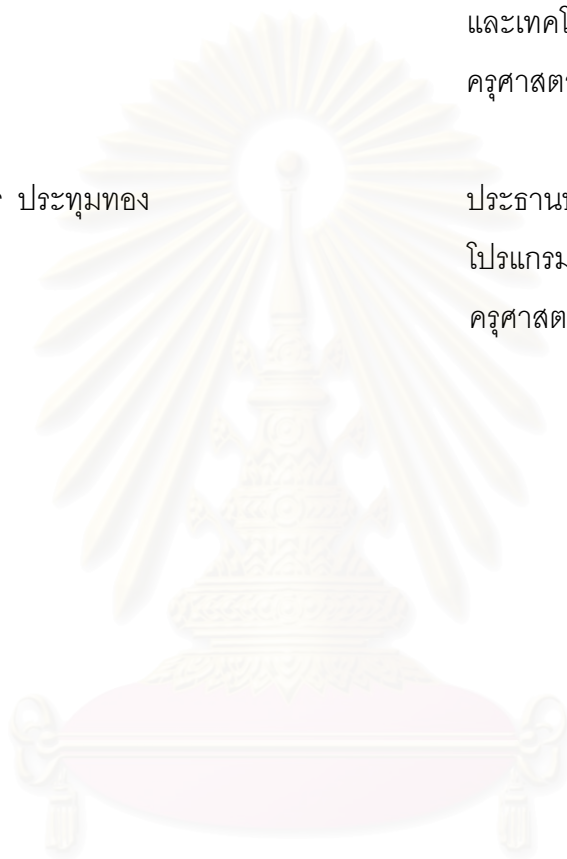 และเทคโ
ครุศาสต
ประทุมทอง ประธาน
โปรแกรม
ครุศาสต